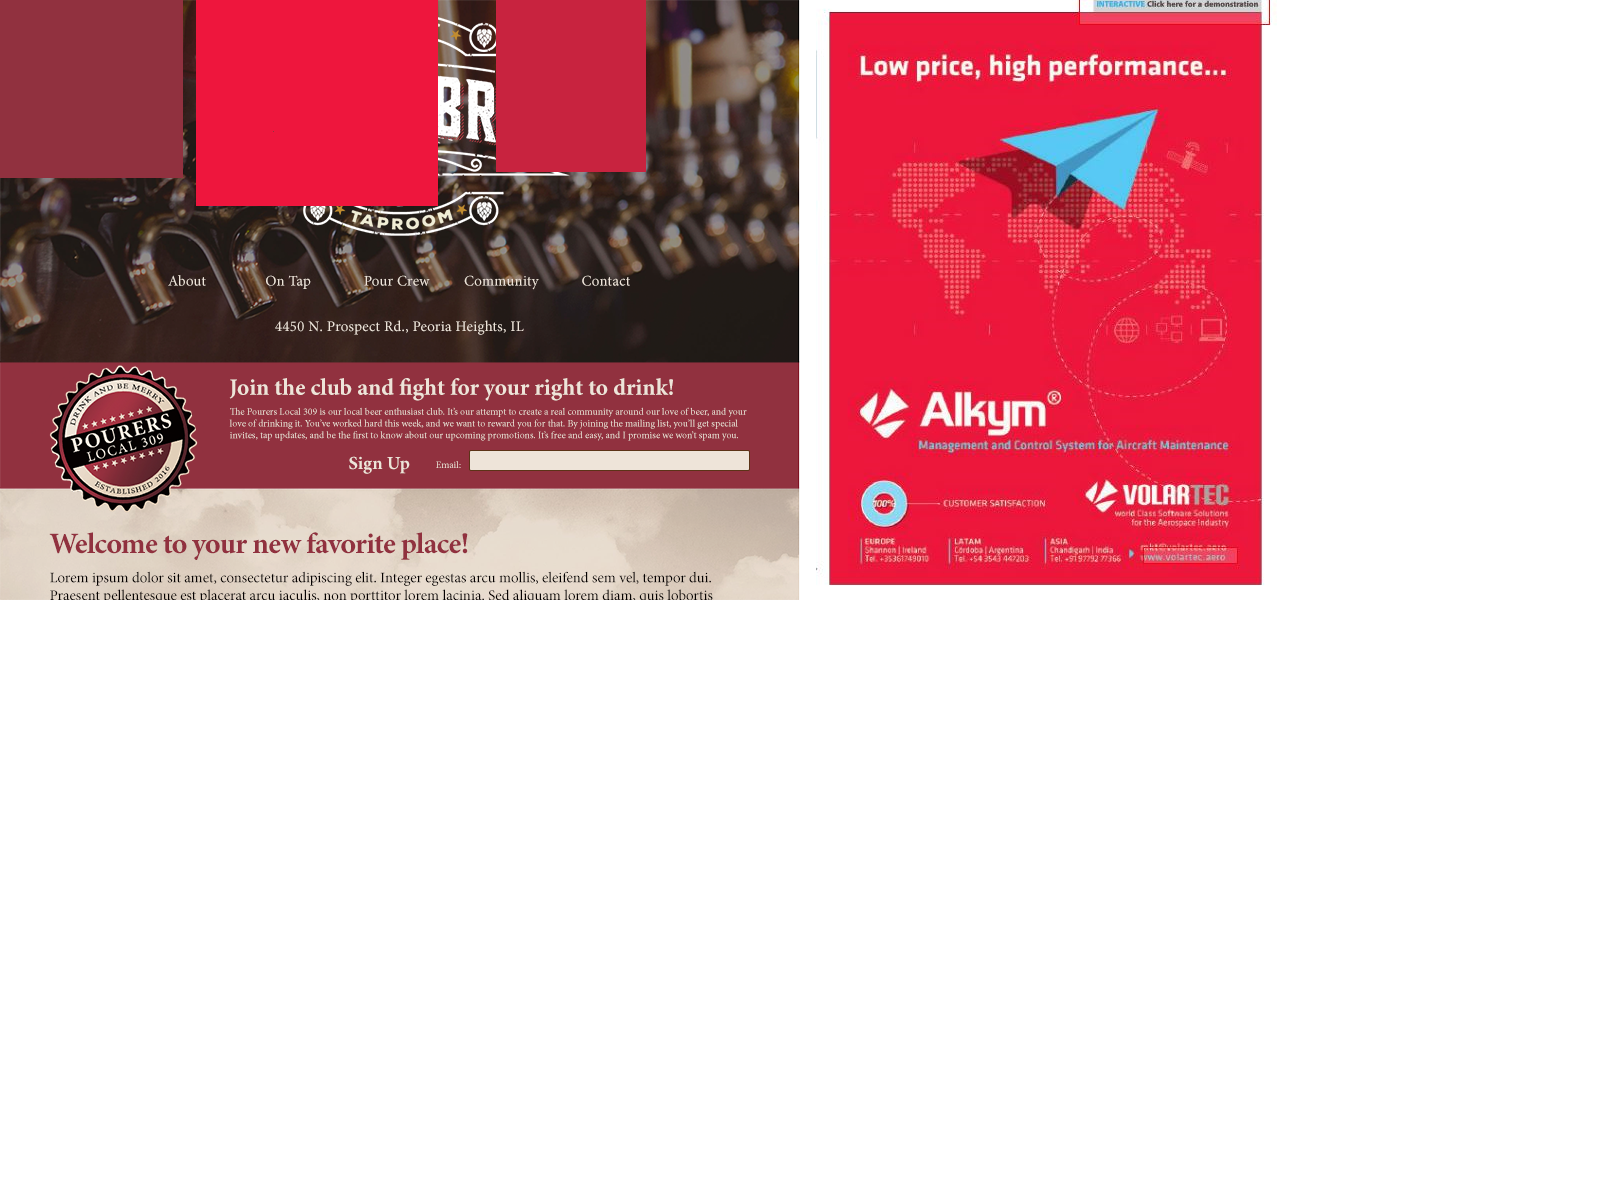 BR
TAPROOM
About On Tap Pour Crew Community Contact
4450 N. Prospect Rd., Peoria Heights, IL
DRINK AND BE MERRY
POURERS
LOCAL 309
ESTABLISHED 2016
Join the club and fight for your right to drink!
The Pourers Local 309 is our local beer enthusiast club. It's our attempt to create a real community around our love of beer, and your
love of drinking it. You've worked hard this week, and we want to reward you for that. By joining the mailing list, you'll get special
invites, tap updates, and be the first to know about our upcoming promotions. It's free and easy, and I promise we won't spam you.
Sign Up Email:
Welcome to your new favorite place!
Lorem ipsum dolor sit amet, consectetur adipiscing elit. Integer egestas arcu mollis, eleifend sem vel, tempor dui.
Praesent pellentesque est placerat arcu iaculis, non porttitor lorem lacinia. Sed aliquam lorem diam, quis lobortis
INTERACTIVE Click here for a demonstration
Low price, high performance...
Alkym®
Management and Control System for Aircraft Maintenance
100% CUSTOMER SATISFACTION
VOLARTEC
world Class Software Solutions
for the Aerospace Industry
EUROPE
Shannon | Ireland
Tel. +35361749010
LATAM
Córdoba | Argentina
Tel. +54 3543 447203
ASIA
Chandigarh | India
Tel. +9197792 77366
mkt@volartec.aero
www.volartec.aero